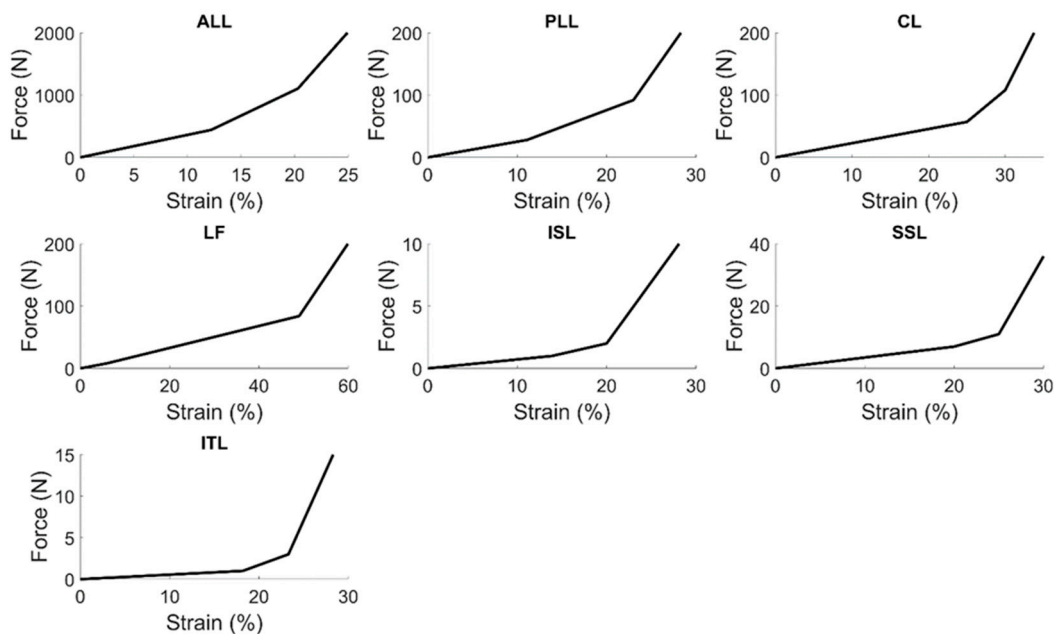 ALL
2000
1000
0
0 5 10 15 20 25
Force (N)
Strain (%)
PLL
200
100
0
0 10 20 30
Force (N)
Strain (%)
CL
200
100
0
0 10 20 30
Force (N)
Strain (%)
LF
200
100
0
0 20 40 60
Force (N)
Strain (%)
ISL
10
5
0
0 10 20 30
Force (N)
Strain (%)
SSL
40
20
0
0 10 20 30
Force (N)
Strain (%)
ITL
15
10
5
0
0 10 20 30
Force (N)
Strain (%)